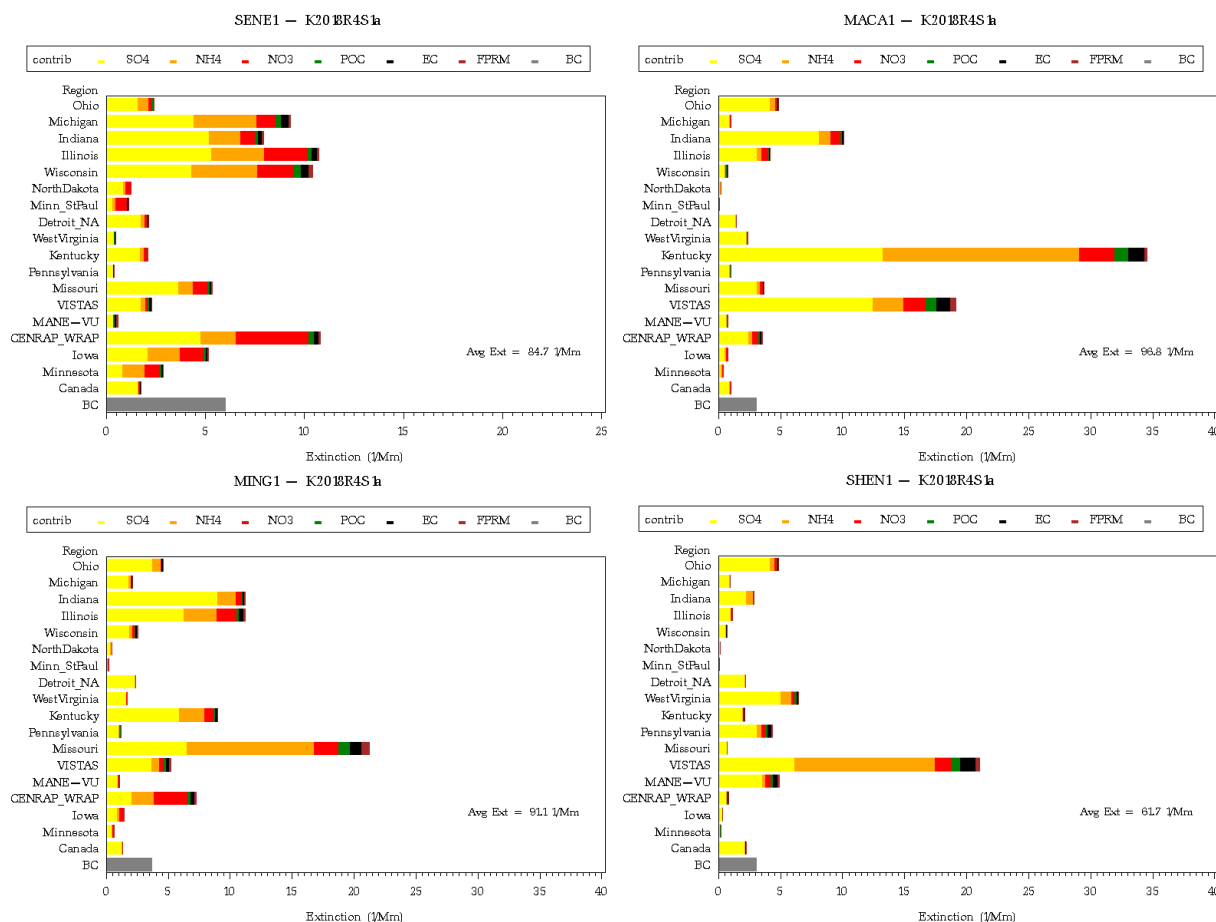 SENE1 — K2018R4S1a
contrib SO4 NH4 NO3 POC EC FPRM BC
Region
Ohio
Michigan
Indiana
Illinois
Wisconsin
NorthDakota
Minn_StPaul
Detroit_NA
WestVirginia
Kentucky
Pennsylvania
Missouri
VISTAS
MANE—VU
CENRAP_WRAP
Iowa
Minnesota
Canada
BC
Avg Ext = 84.7 1/Mm
0 5 10 15 20 25
Extinction (1/Mm)
MACA1 — K2018R4S1a
contrib SO4 NH4 NO3 POC EC FPRM BC
Region
Ohio
Michigan
Indiana
Illinois
Wisconsin
NorthDakota
Minn_StPaul
Detroit_NA
WestVirginia
Kentucky
Pennsylvania
Missouri
VISTAS
MANE—VU
CENRAP_WRAP
Iowa
Minnesota
Canada
BC
Avg Ext = 96.8 1/Mm
0 5 10 15 20 25 30 35 40
Extinction (1/Mm)
MING1 — K2018R4S1a
contrib SO4 NH4 NO3 POC EC FPRM BC
Region
Ohio
Michigan
Indiana
Illinois
Wisconsin
NorthDakota
Minn_StPaul
Detroit_NA
WestVirginia
Kentucky
Pennsylvania
Missouri
VISTAS
MANE—VU
CENRAP_WRAP
Iowa
Minnesota
Canada
BC
Avg Ext = 91.1 1/Mm
0 5 10 15 20 25 30 35 40
Extinction (1/Mm)
SHEN1 — K2018R4S1a
contrib SO4 NH4 NO3 POC EC FPRM BC
Region
Ohio
Michigan
Indiana
Illinois
Wisconsin
NorthDakota
Minn_StPaul
Detroit_NA
WestVirginia
Kentucky
Pennsylvania
Missouri
VISTAS
MANE—VU
CENRAP_WRAP
Iowa
Minnesota
Canada
BC
Avg Ext = 61.7 1/Mm
0 5 10 15 20 25 30 35 40
Extinction (1/Mm)